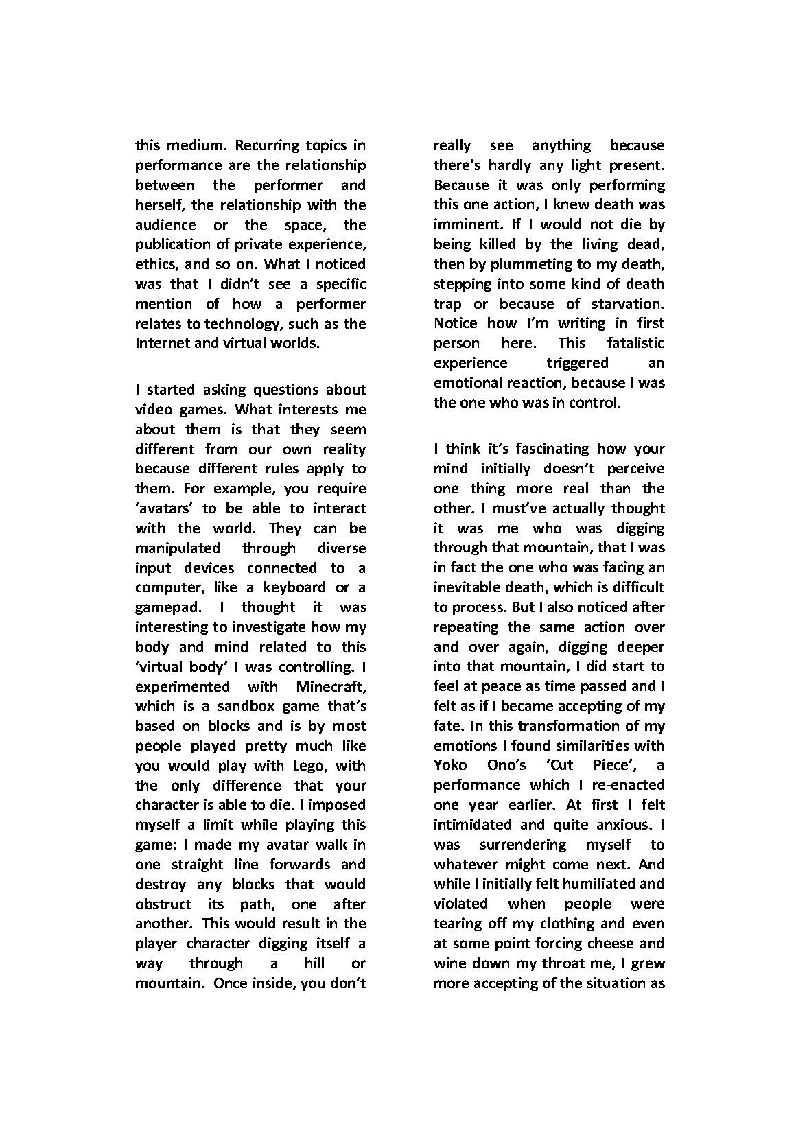 this medium. Recurring topics in
performance are the relationship
between the performer and
herself, the relationship with the
audience or the space, the
publication of private experience,
ethics, and so on. What I noticed
was that I didn't see a specific
mention of how a performer
relates to technology, such as the
Internet and virtual worlds.
I started asking questions about
video games. What interests me
about them is that they seem
different from our own reality
because different rules apply to
them. For example, you require
'avatars' to be able to interact
with the world. They can be
manipulated through diverse
input devices connected to a
computer, like a keyboard or a
gamepad. I thought it was
interesting to investigate how my
body and mind related to this
'virtual body' I was controlling. I
experimented with Minecraft,
which is a sandbox game that's
based on blocks and is by most
people played pretty much like
you would play with Lego, with
the only difference that your
character is able to die. I imposed
myself a limit while playing this
game: I made my avatar walk in
one straight line forwards and
destroy any blocks that would
obstruct its path, one after
another. This would result in the
player character digging itself a
way through a hill or
mountain. Once inside, you don't
really see anything because
there's hardly any light present.
Because it was only performing
this one action, I knew death was
imminent. If I would not die by
being killed by the living dead,
then by plummeting to my death,
stepping into some kind of death
trap or because of starvation.
Notice how I'm writing in first
person here. This fatalistic
experience triggered an
emotional reaction, because I was
the one who was in control.
I think it's fascinating how your
mind initially doesn't perceive
one thing more real than the
other. I must've actually thought
it was me who was digging
through that mountain, that I was
in fact the one who was facing an
inevitable death, which is difficult
to process. But I also noticed after
repeating the same action over
and over again, digging deeper
into that mountain, I did start to
feel at peace as time passed and I
felt as if I became accepting of my
fate. In this transformation of my
emotions I found similarities with
Yoko Ono's 'Cut Piece', a
performance which I re-enacted
one year earlier. At first I felt
intimidated and quite anxious. I
was surrendering myself to
whatever might come next. And
while I initially felt humiliated and
violated when people were
tearing off my clothing and even
at some point forcing cheese and
wine down my throat me, I grew
more accepting of the situation as